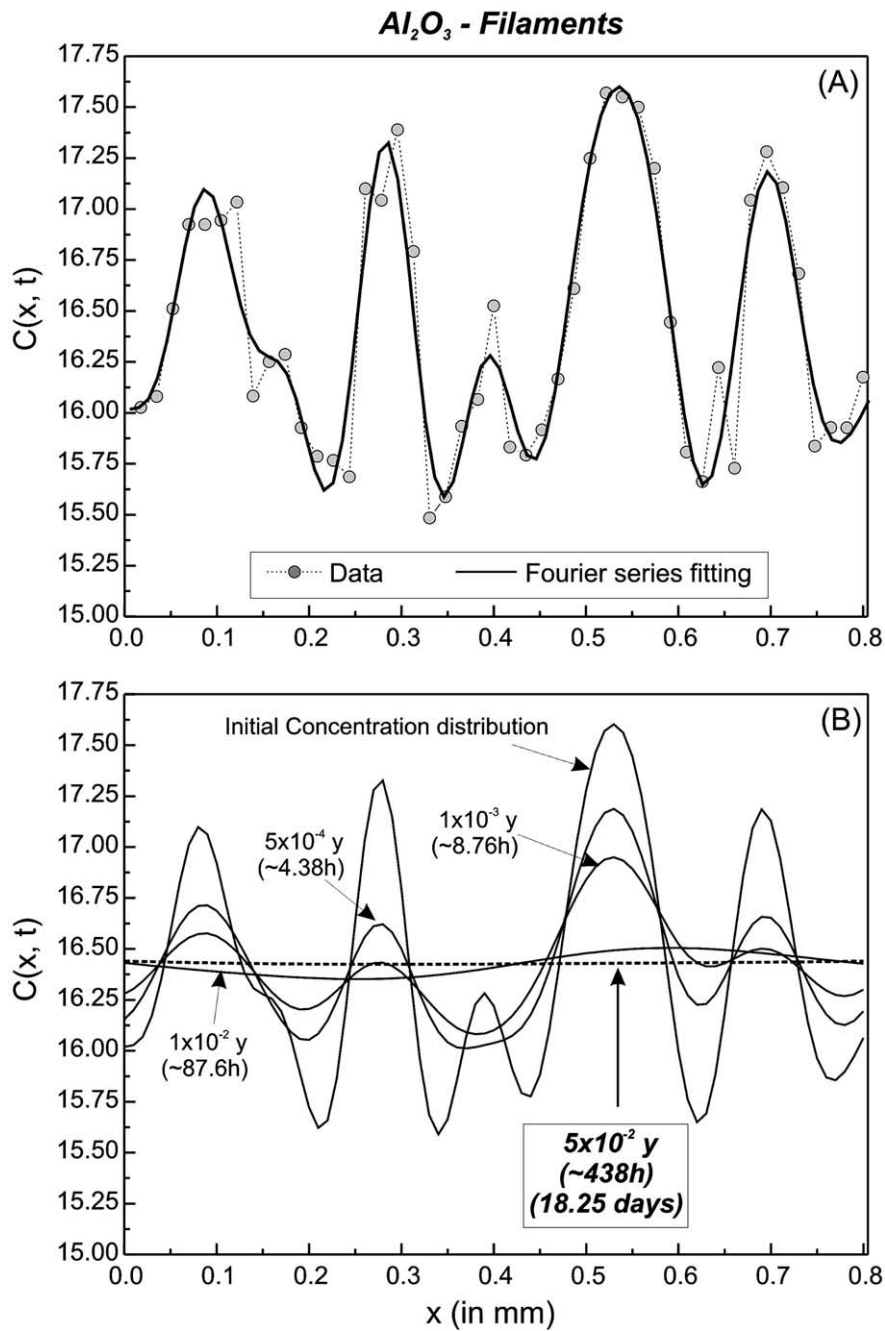 Al₂O₃ - Filaments
(A)
C(x, t)
17.75
17.50
17.25
17.00
16.75
16.50
16.25
16.00
15.75
15.50
15.25
15.00
Data
Fourier series fitting
0.0 0.1 0.2 0.3 0.4 0.5 0.6 0.7 0.8
(B)
C(x, t)
17.75
17.50
17.25
17.00
16.75
16.50
16.25
16.00
15.75
15.50
15.25
15.00
Initial Concentration distribution
5x10⁻⁴ y
(~4.38h)
1x10⁻³ y
(~8.76h)
1x10⁻² y
(~87.6h)
5x10⁻² y
(~438h)
(18.25 days)
0.0 0.1 0.2 0.3 0.4 0.5 0.6 0.7 0.8
x (in mm)